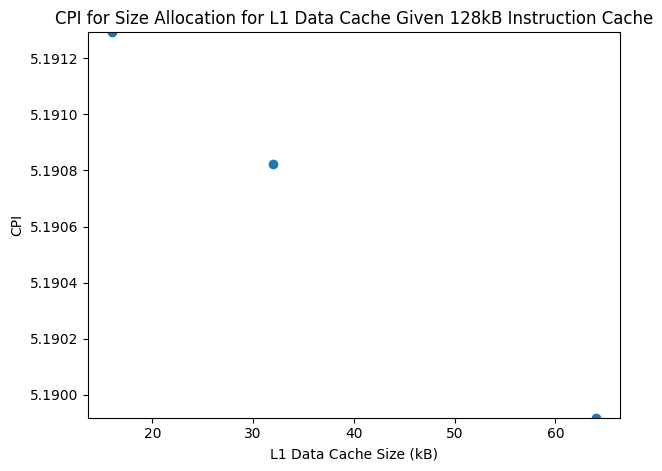 CPI for Size Allocation for L1 Data Cache Given 128kB Instruction Cache
5.1912
5.1910
5.1908
5.1906
5.1904
5.1902
5.1900
CPI
20 30 40 50 60
L1 Data Cache Size (kB)